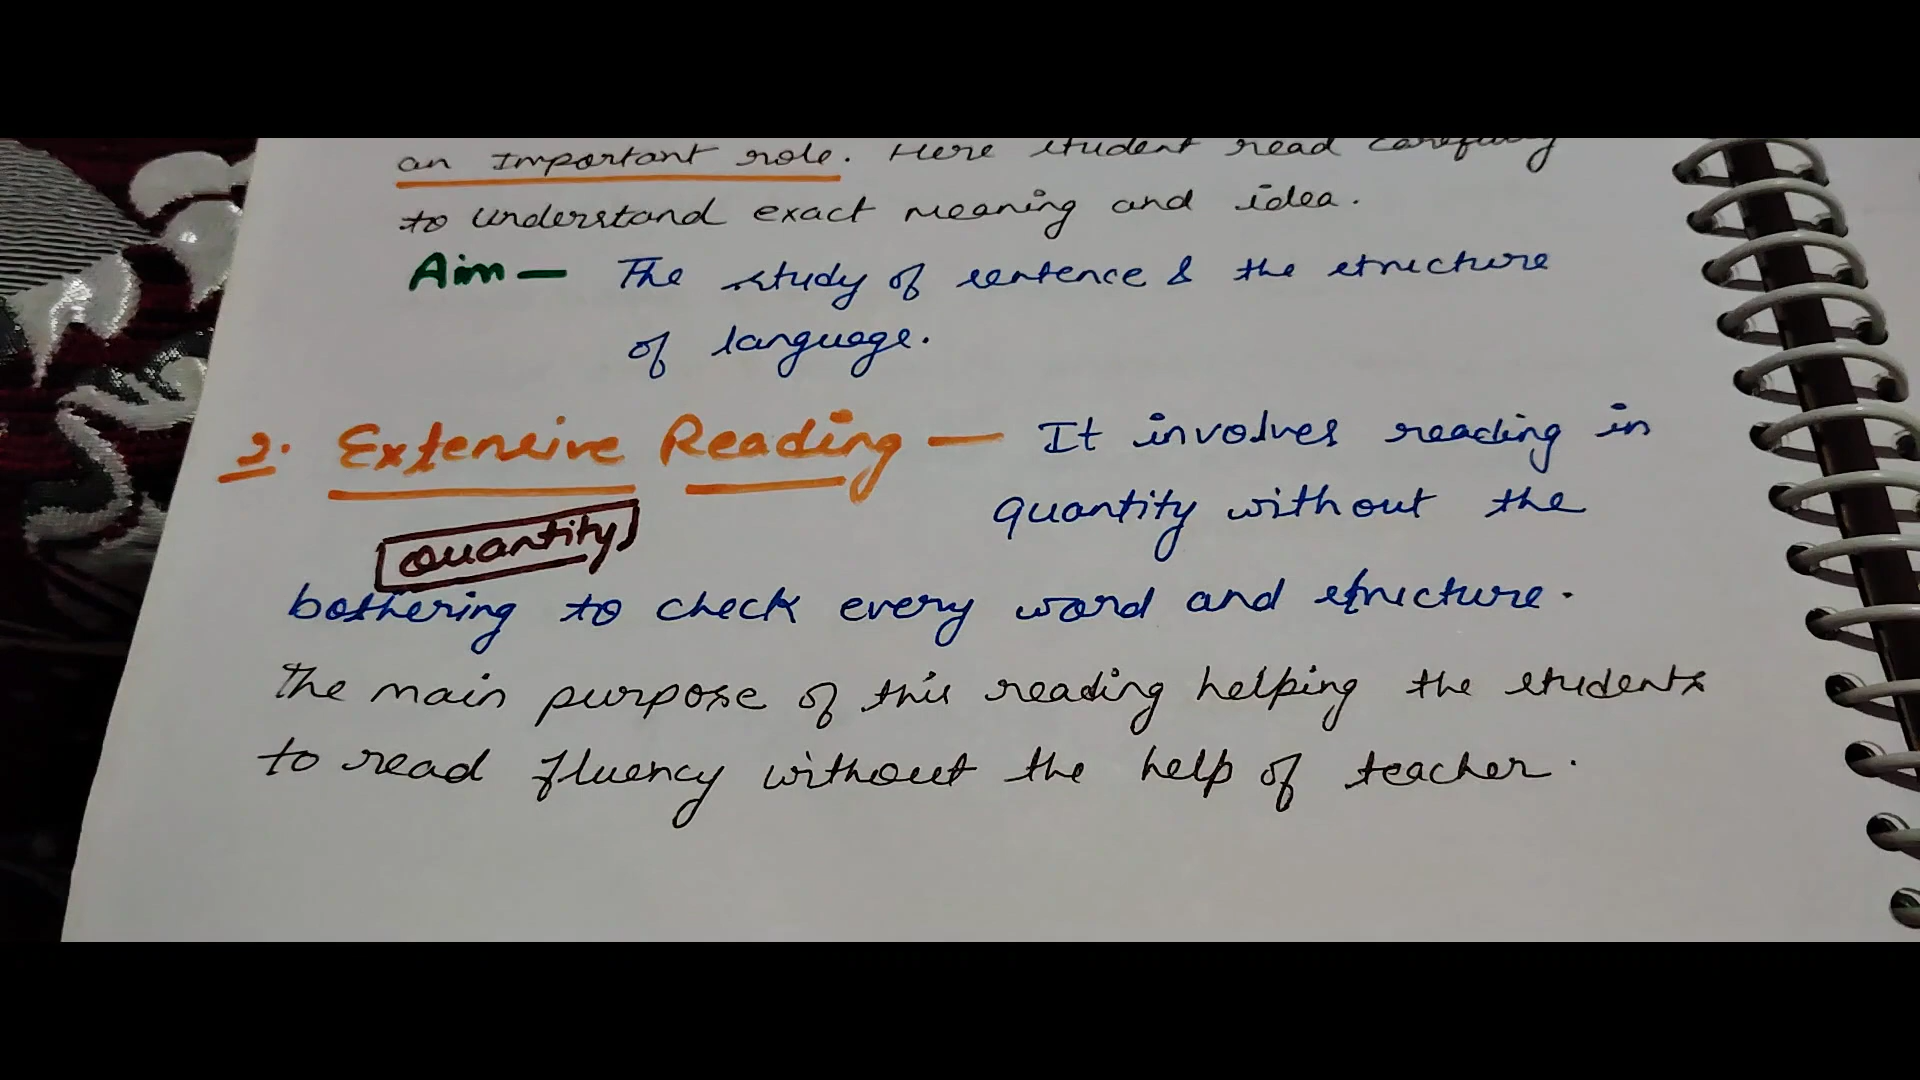 an Important role. Here student read carefully
to understand exact meaning and idea.
Aim — The study of sentence & the structure
of language.
2. Extensive Reading — It involves reading in
quantity without the
Quantity
bothering to check every word and structure.
The main purpose of this reading helping the students
to read fluency without the help of teacher.